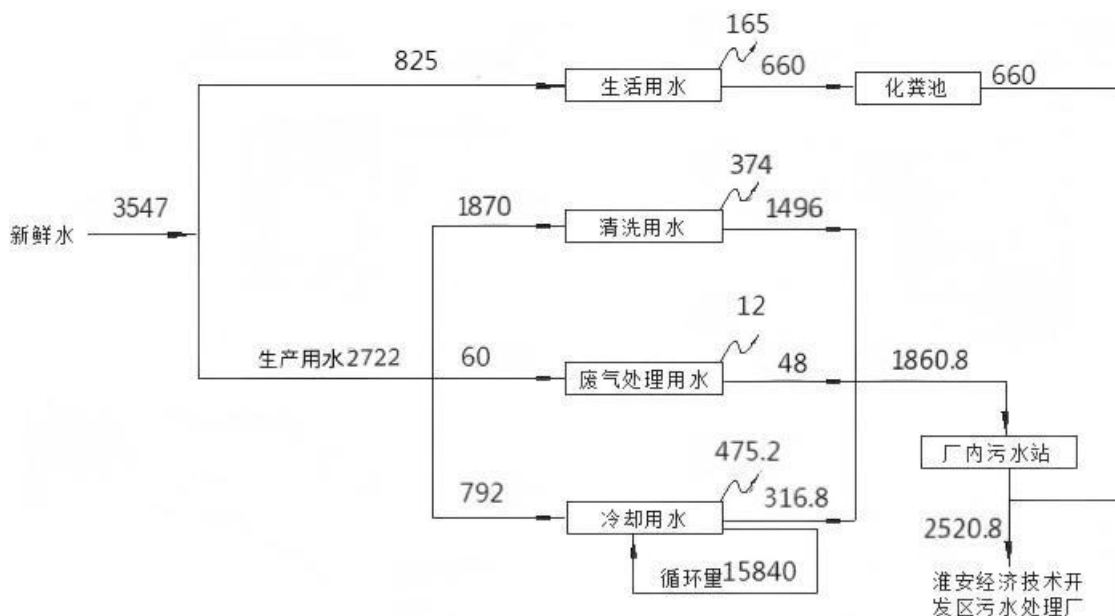 165
825
生活用水
660
化粪池
660
374
3547
1870
清洗用水
1496
新鲜水
12
生产用水2722
60
废气处理用水
48
1860.8
475.2
厂内污水站
792
冷却用水
316.8
2520.8
循环量15840
淮安经济技术开
发区污水处理厂